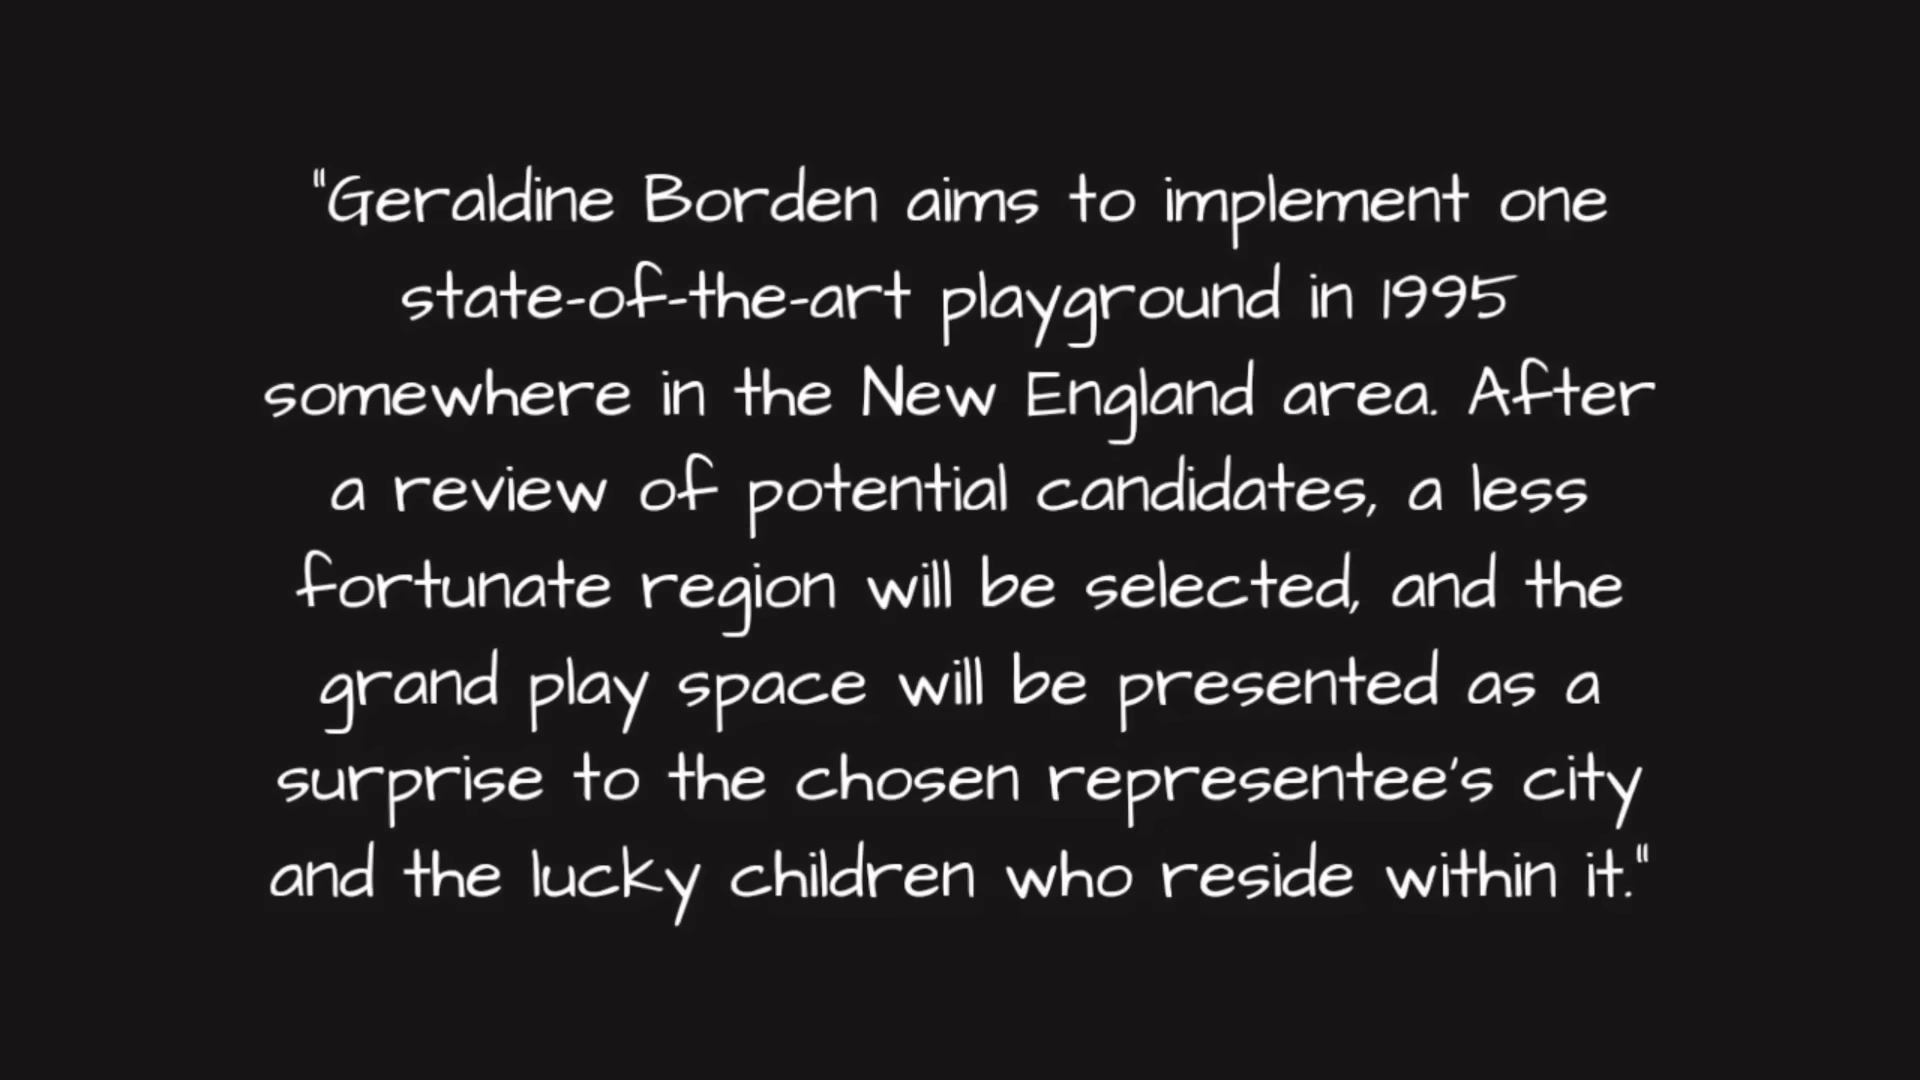 "Geraldine Borden aims to implement one
state-of-the-art playground in 1995
somewhere in the New England area. After
a review of potential candidates, a less
fortunate region will be selected, and the
grand play space will be presented as a
surprise to the chosen representee's city
and the lucky children who reside within it."